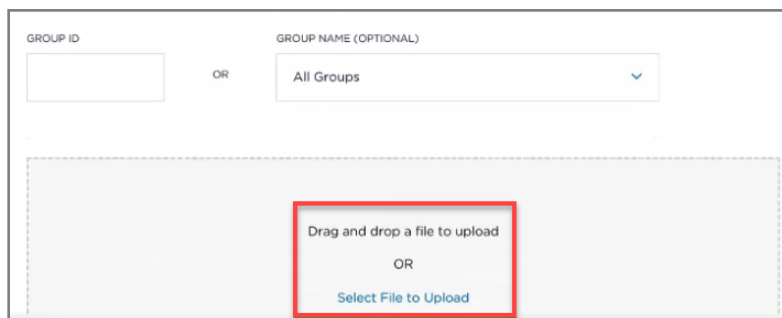 GROUP ID
GROUP NAME (OPTIONAL)
OR
All Groups
Drag and drop a file to upload
OR
Select File to Upload